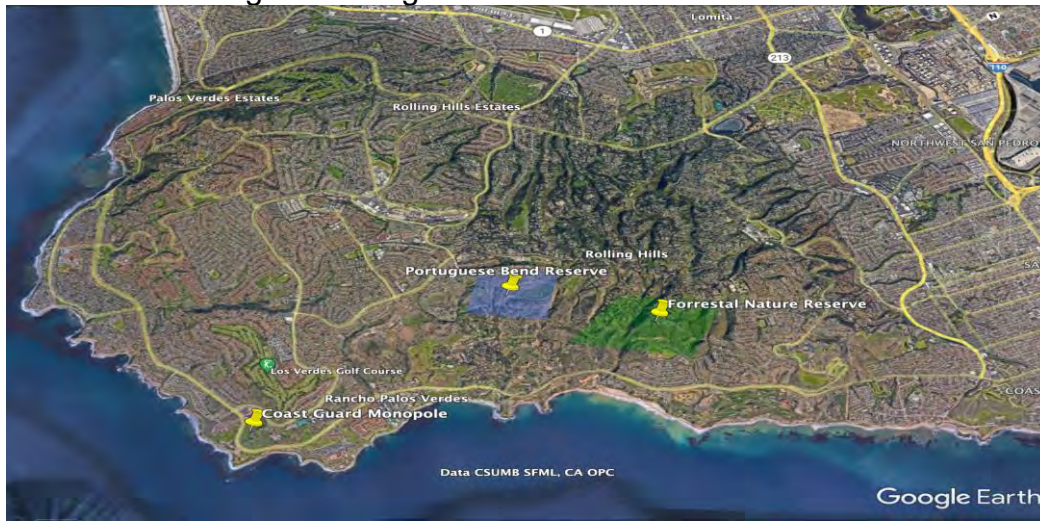 Lomita
1
213
110
N
Palos Verdes Estates
Rolling Hills Estates
NORTHWEST SAN PEDRO
Rolling Hills
SA
Portuguese Bend Reserve
Forrestal Nature Reserve
Los Verdes Golf Course
Rancho Palos Verdes
COAS
Coast Guard Monopole
Data CSUMB SFML, CA OPC
Google Earth